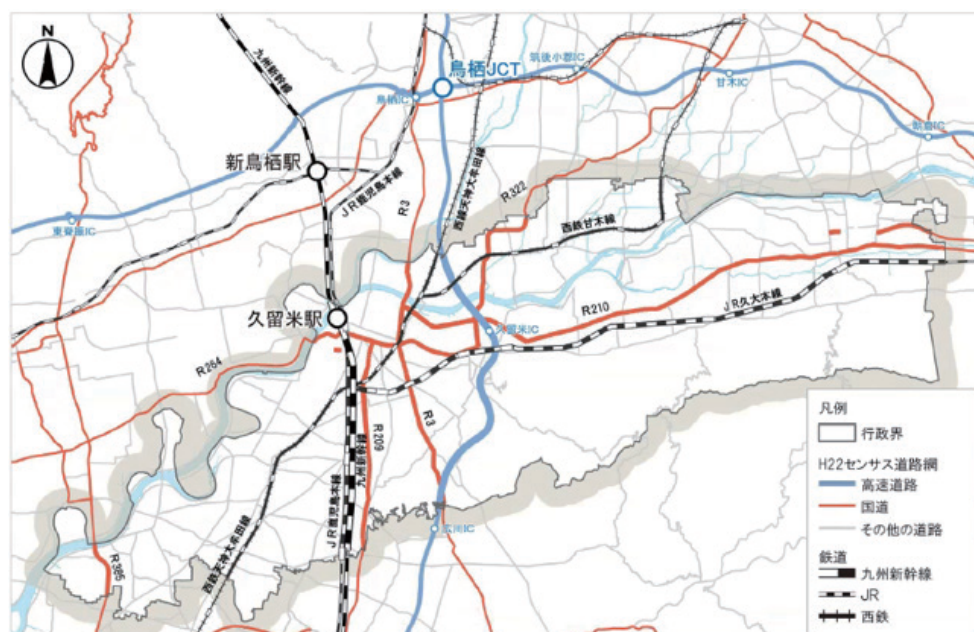 N
九州新幹線
鳥栖JCT
筑後小郡IC
甘木IC
朝倉IC
鳥栖IC
新鳥栖駅
JR鹿児島本線
R3
西鉄天神大牟田線
R322
西鉄甘木線
東脊振IC
久留米駅
R210
JR久大本線
久留米IC
R264
R3
R209
九州新幹線
JR鹿児島本線
西鉄天神大牟田線
広川IC
R385
凡例
行政界
H22センサス道路網
高速道路
国道
その他の道路
鉄道
九州新幹線
JR
西鉄